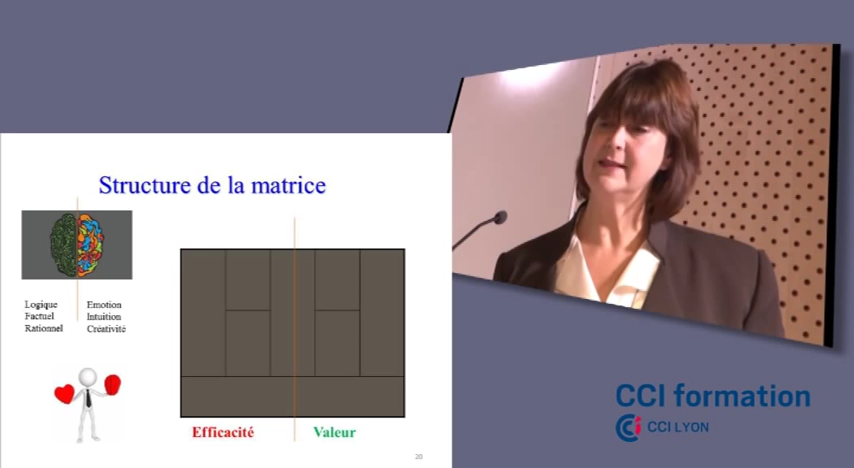 Structure de la matrice
Logique
Factuel
Rationnel
Emotion
Intuition
Créativité
Efficacité
Valeur
20
CCI formation
CCI LYON